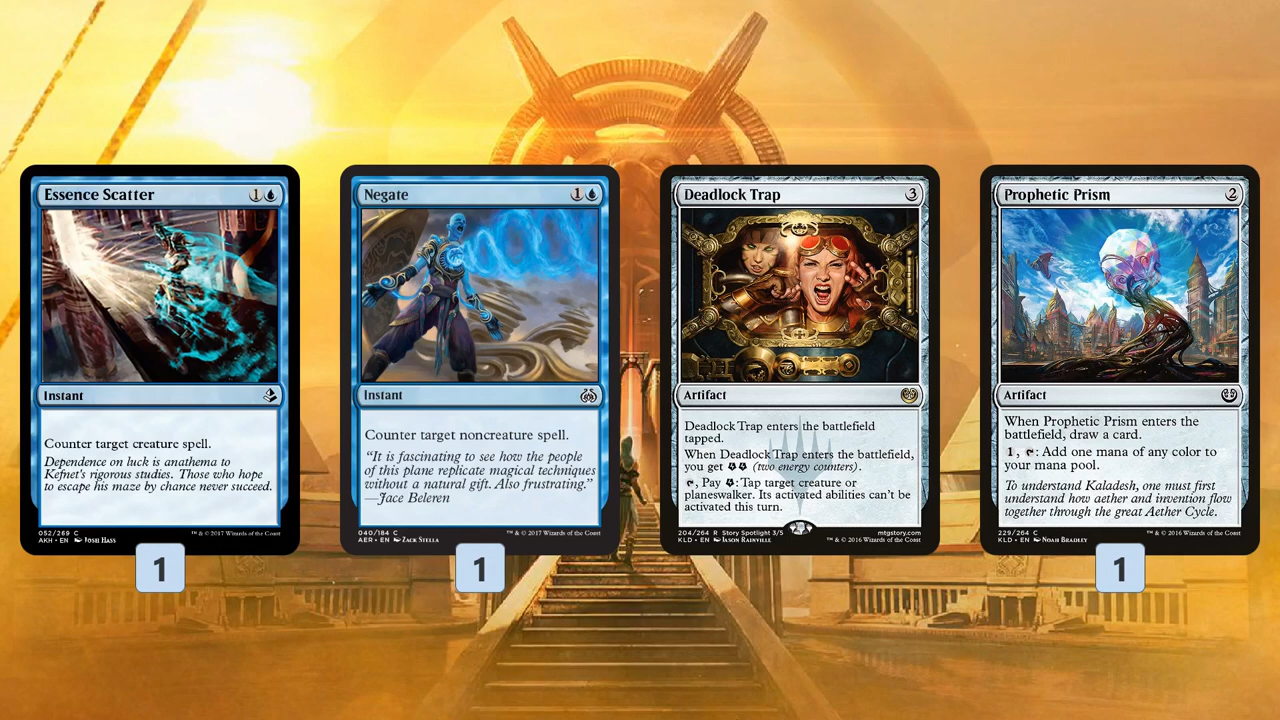 Essence Scatter 1
Instant
Counter target creature spell.
Dependence on luck is anathema to
Kefnet's rigorous studies. Those who hope
to escape his maze by chance never succeed.
052/269 C
AKH • EN Josh Hass
™ & © 2017 Wizards of the Coast
1
Negate 1
Instant
Counter target noncreature spell.
"It is fascinating to see how the people
of this plane replicate magical techniques
without a natural gift. Also frustrating."
—Jace Beleren
040/184 C
AER • EN Zack Stella
™ & © 2017 Wizards of the Coast
1
Deadlock Trap 3
Artifact
Deadlock Trap enters the battlefield
tapped.
When Deadlock Trap enters the battlefield,
you get (two energy counters).
, Pay : Tap target creature or
planeswalker. Its activated abilities can't be
activated this turn.
204/264 R Story Spotlight 3/5
KLD • EN Jason Rainville
mtgstory.com
™ & © 2016 Wizards of the Coast
Prophetic Prism 2
Artifact
When Prophetic Prism enters the
battlefield, draw a card.
1, : Add one mana of any color to
your mana pool.
To understand Kaladesh, one must first
understand how aether and invention flow
together through the great Aether Cycle.
229/264 C
KLD • EN Noah Bradley
™ & © 2016 Wizards of the Coast
1